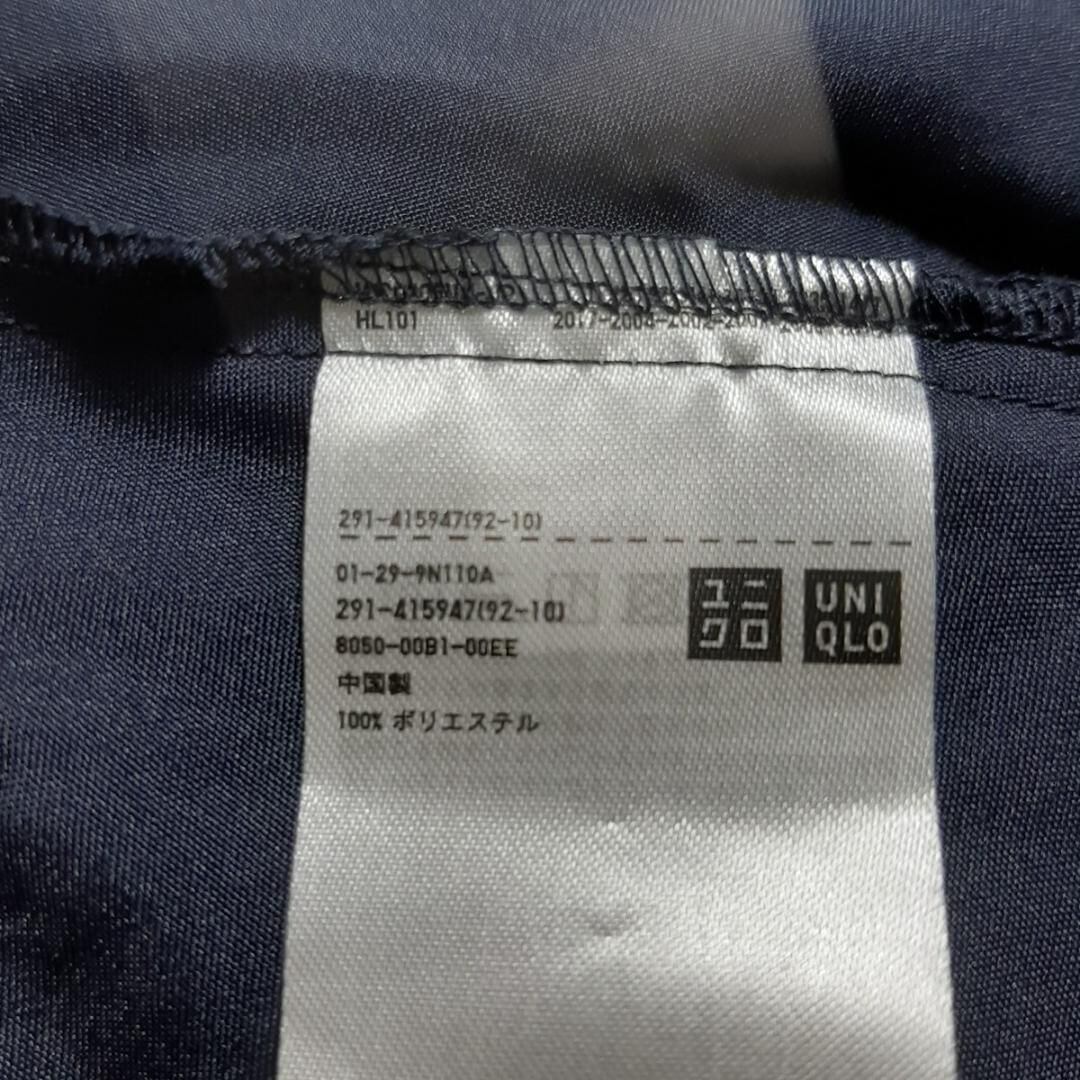 HL101
291-415947(92-10)
01-29-9N110A
291-415947(92-10)
8050-00B1-00EE
中国製
100% ポリエステル
ユニ
クロ
UNI
QLO